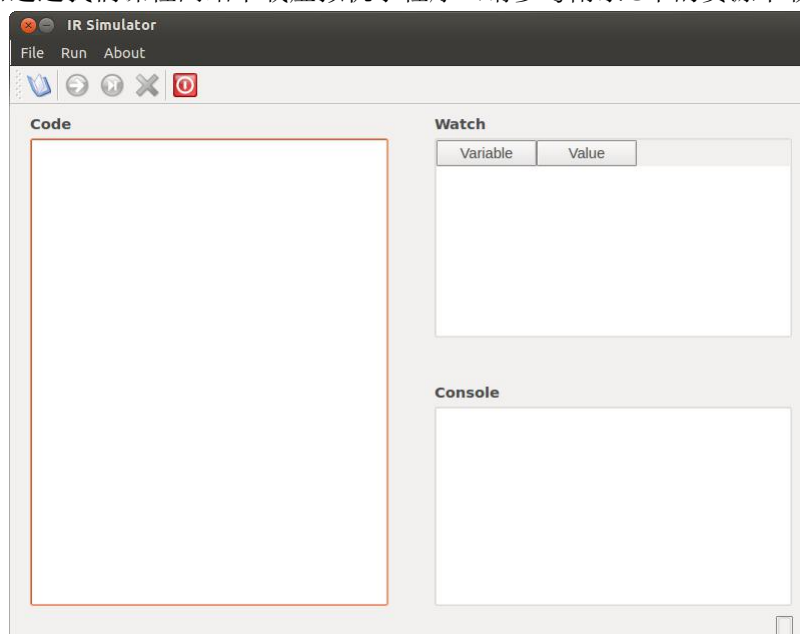 IR Simulator
File Run About
Code
Watch
Variable Value
Console